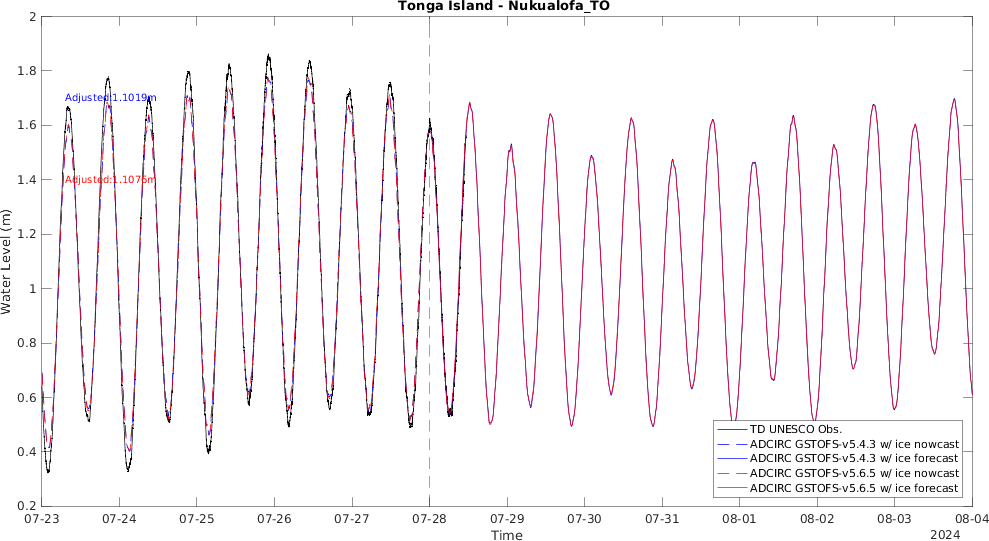 Tonga Island - Nukualofa_TO
2
1.8
Adjusted:1.1019m
1.6
1.4
Adjusted:1.1076m
1.2
1
0.8
0.6
0.4
0.2
Water Level (m)
TD UNESCO Obs.
ADCIRC GSTOFS-v5.4.3 w/ ice nowcast
ADCIRC GSTOFS-v5.4.3 w/ ice forecast
ADCIRC GSTOFS-v5.6.5 w/ ice nowcast
ADCIRC GSTOFS-v5.6.5 w/ ice forecast
07-23 07-24 07-25 07-26 07-27 07-28 07-29 07-30 07-31 08-01 08-02 08-03 08-04
Time
2024